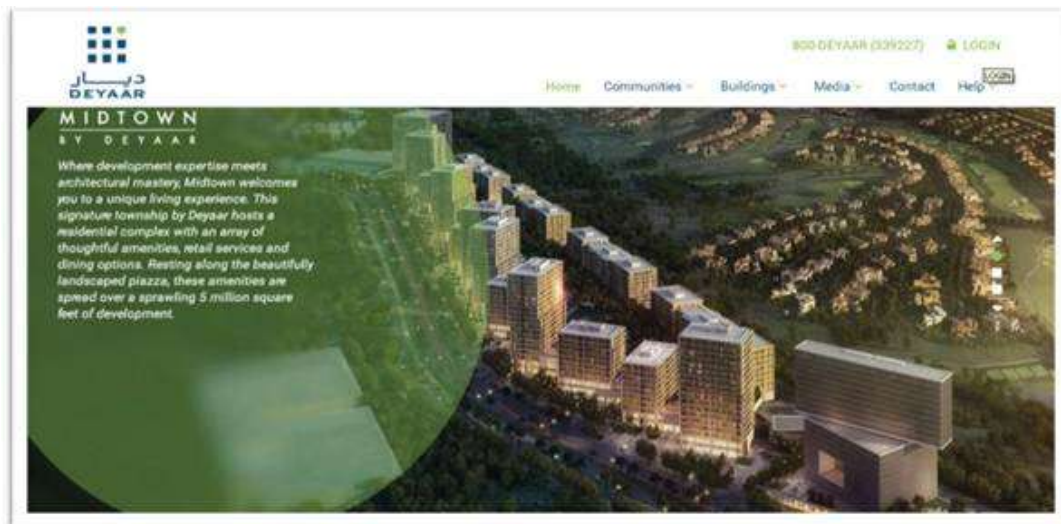 800-DEYAAR (339227) LOGIN
ديار
DEYAAR
Home Communities Buildings Media Contact Help
LOGIN
MIDTOWN
BY DEYAAR
Where development expertise meets
architectural mastery, Midtown welcomes
you to a unique living experience. This
signature township by Deyaar hosts a
residential complex with an array of
thoughtful amenities, retail services and
dining options. Resting along the beautifully
landscaped piazza, these amenities are
spread over a sprawling 5 million square
feet of development.